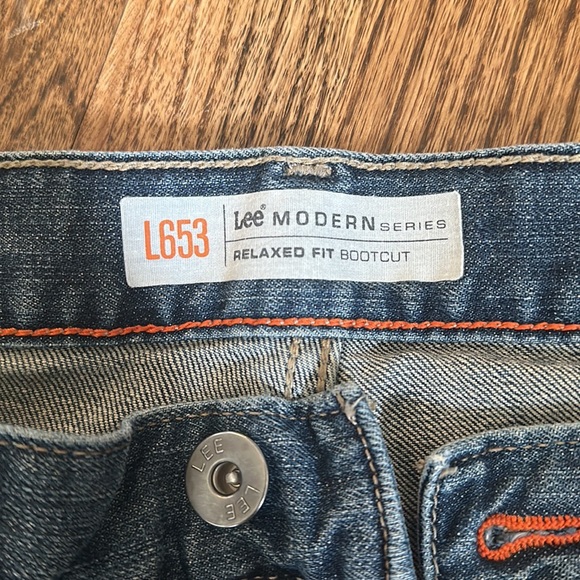 L653
Lee® MODERN SERIES
RELAXED FIT BOOTCUT
LEE
LEE